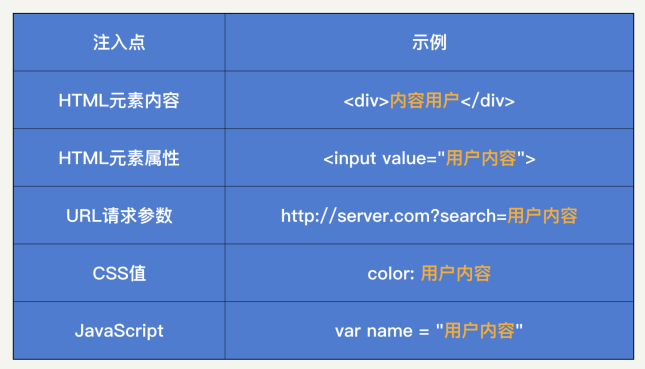 注入点 示例
HTML元素内容 <div>内容用户</div>
HTML元素属性 <input value="用户内容">
URL请求参数 http://server.com?search=用户内容
CSS值 color: 用户内容
JavaScript var name = "用户内容"